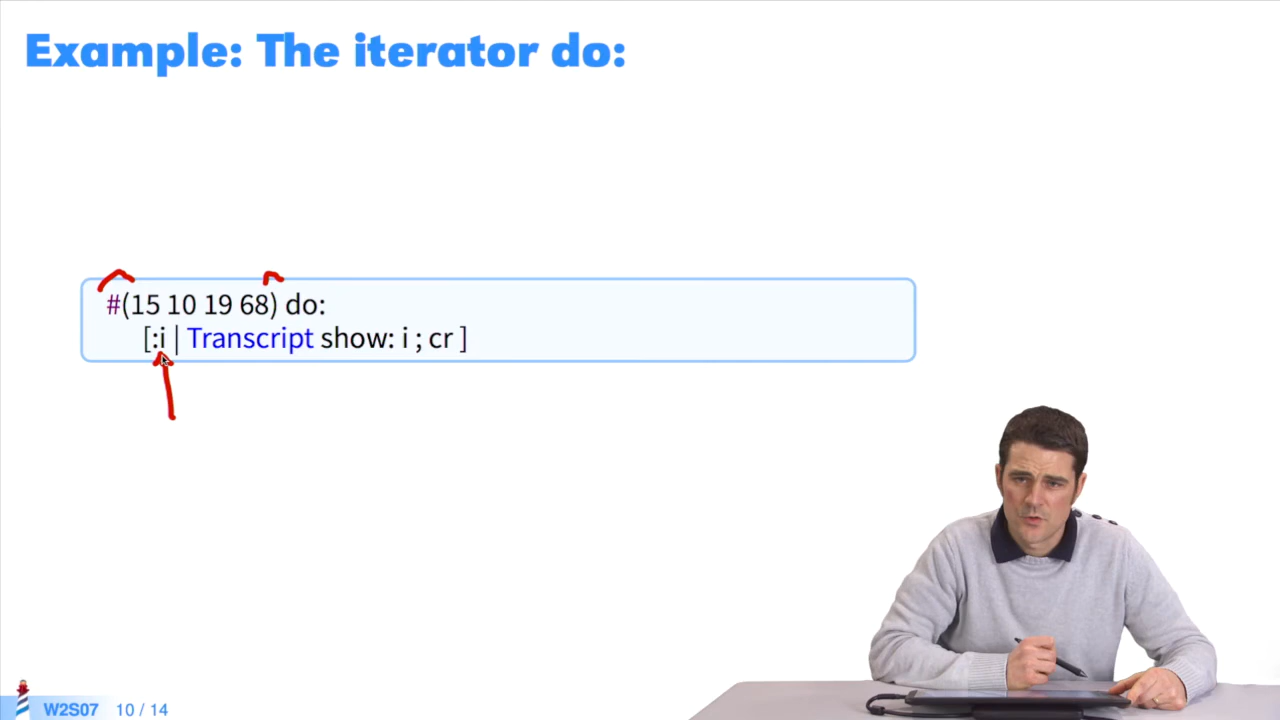 Example: The iterator do:
#(15 10 19 68) do:
[:i | Transcript show: i ; cr ]
W2S07 10 / 14